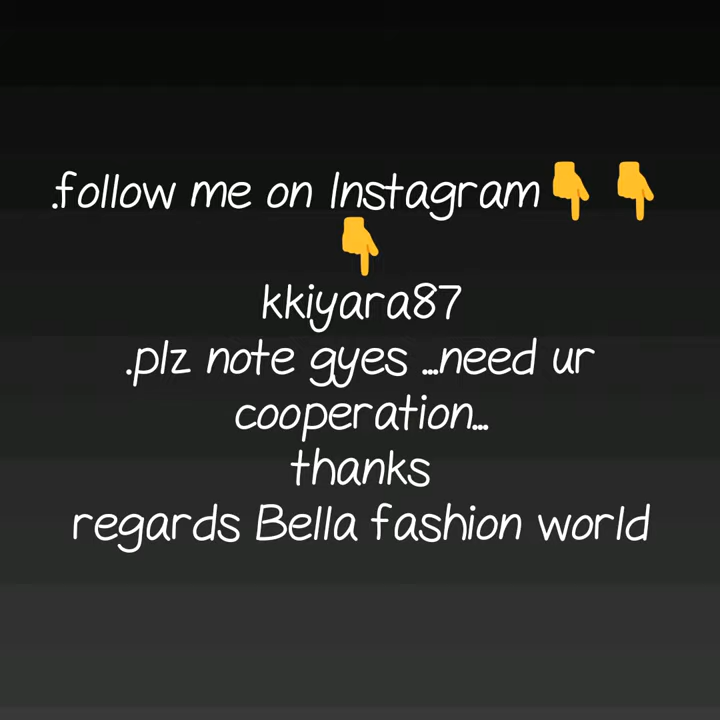 .follow me on Instagram👇 👇
👇
kkiyara87
.plz note gyes ...need ur
cooperation...
thanks
regards Bella fashion world